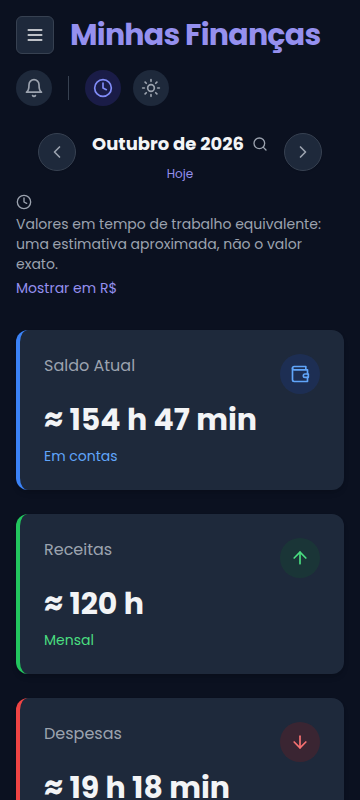 Minhas Finanças
Outubro de 2026
Hoje
Valores em tempo de trabalho equivalente:
uma estimativa aproximada, não o valor
exato.
Mostrar em R$
Saldo Atual
≈ 154 h 47 min
Em contas
Receitas
≈ 120 h
Mensal
Despesas
≈ 19 h 18 min